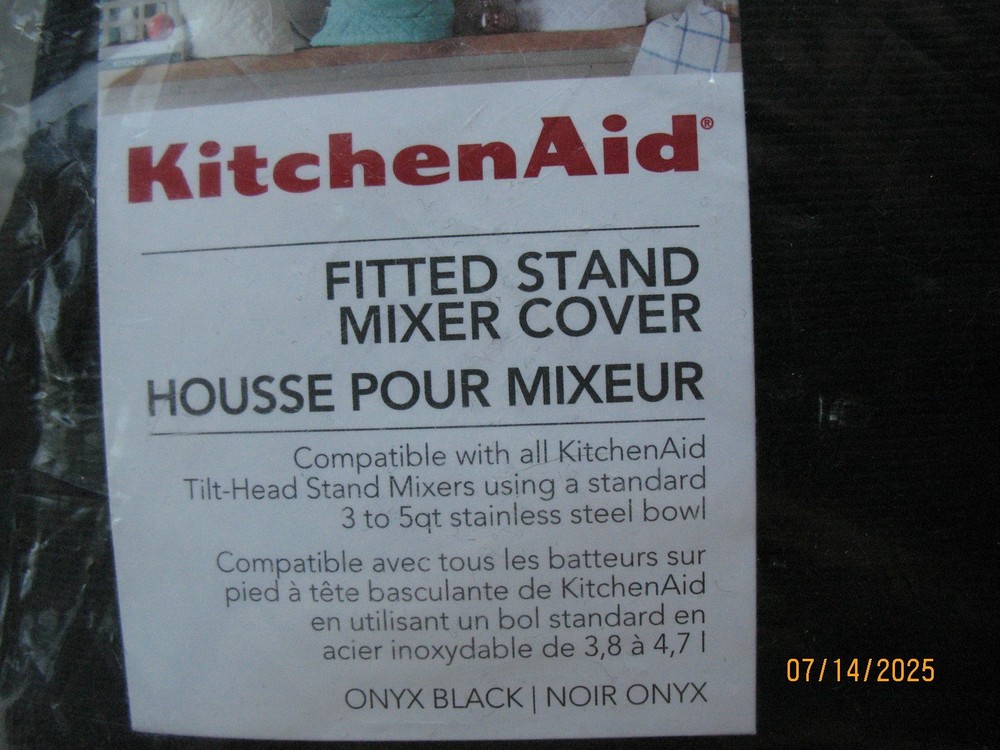 KitchenAid®
FITTED STAND
MIXER COVER
HOUSSE POUR MIXEUR
Compatible with all KitchenAid
Tilt-Head Stand Mixers using a standard
3 to 5qt stainless steel bowl
Compatible avec tous les batteurs sur
pied à tête basculante de KitchenAid
en utilisant un bol standard en
acier inoxydable de 3,8 à 4,7 l
ONYX BLACK | NOIR ONYX
07/14/2025